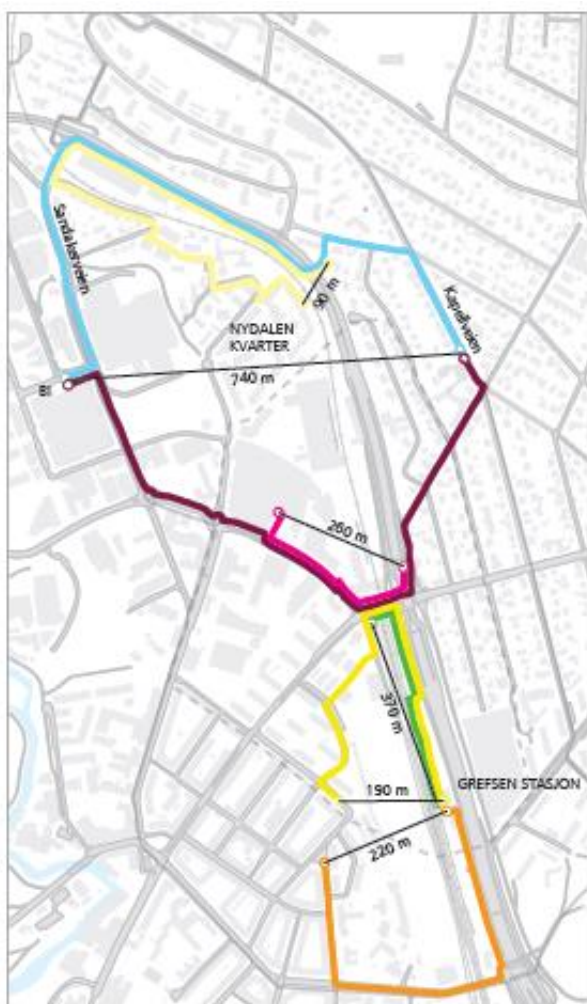 Sandakerveien
90 m
Kapellveien
NYDALEN
KVARTER
BI
740 m
260 m
370 m
190 m
GREFSEN STASJON
220 m